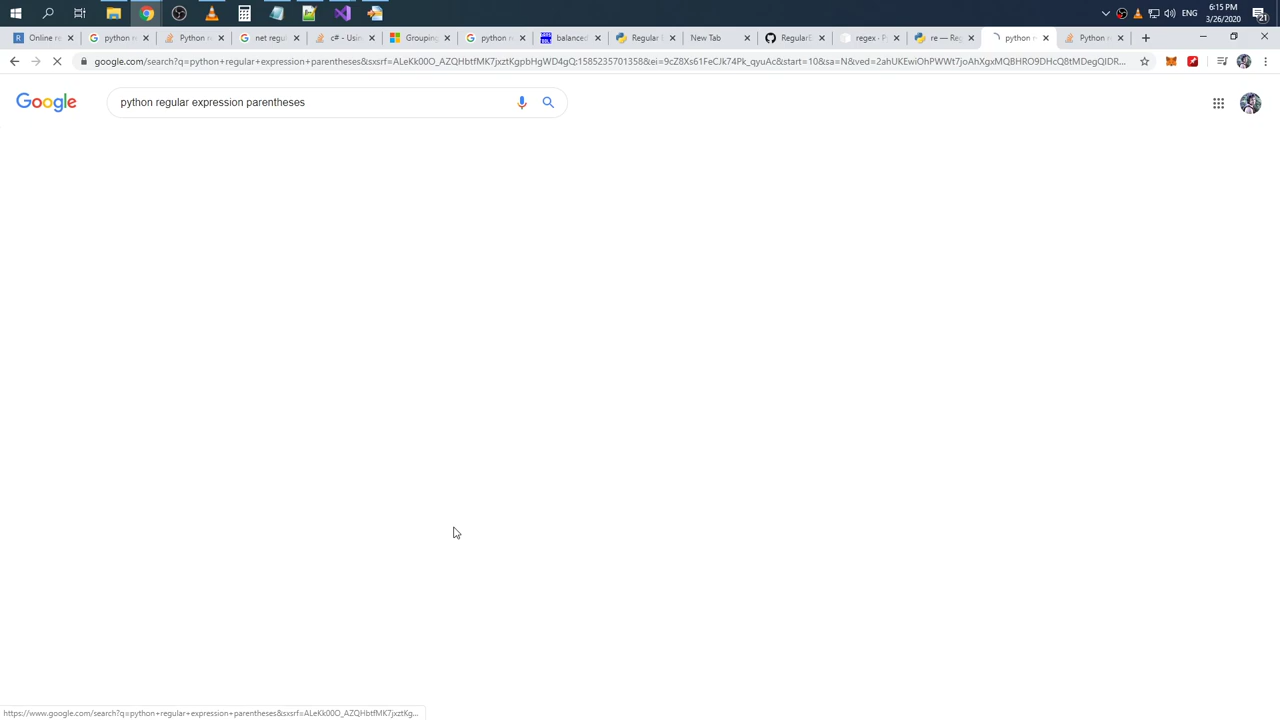 ENG
6:15 PM
3/26/2020
21
Online re
python re
Python re
net regul
c# - Usin
Grouping
python re
balanced
Regular E
New Tab
RegularE
regex · P
re — Reg
python r
Python re
google.com/search?q=python+regular+expression+parentheses&sxsrf=ALeKk00O_AZQHbtfMK7jxztKgpbHgWD4gQ:1585235701358&ei=9cZ8Xs61FeCJk74Pk_qyuAc&start=10&sa=N&ved=2ahUKEwiOhPWWt7joAhXgxMQBHRO9DHcQ8tMDegQIDR...
Google
python regular expression parentheses
https://www.google.com/search?q=python+regular+expression+parentheses&sxsrf=ALeKk00O_AZQHbtfMK7jxztKg...